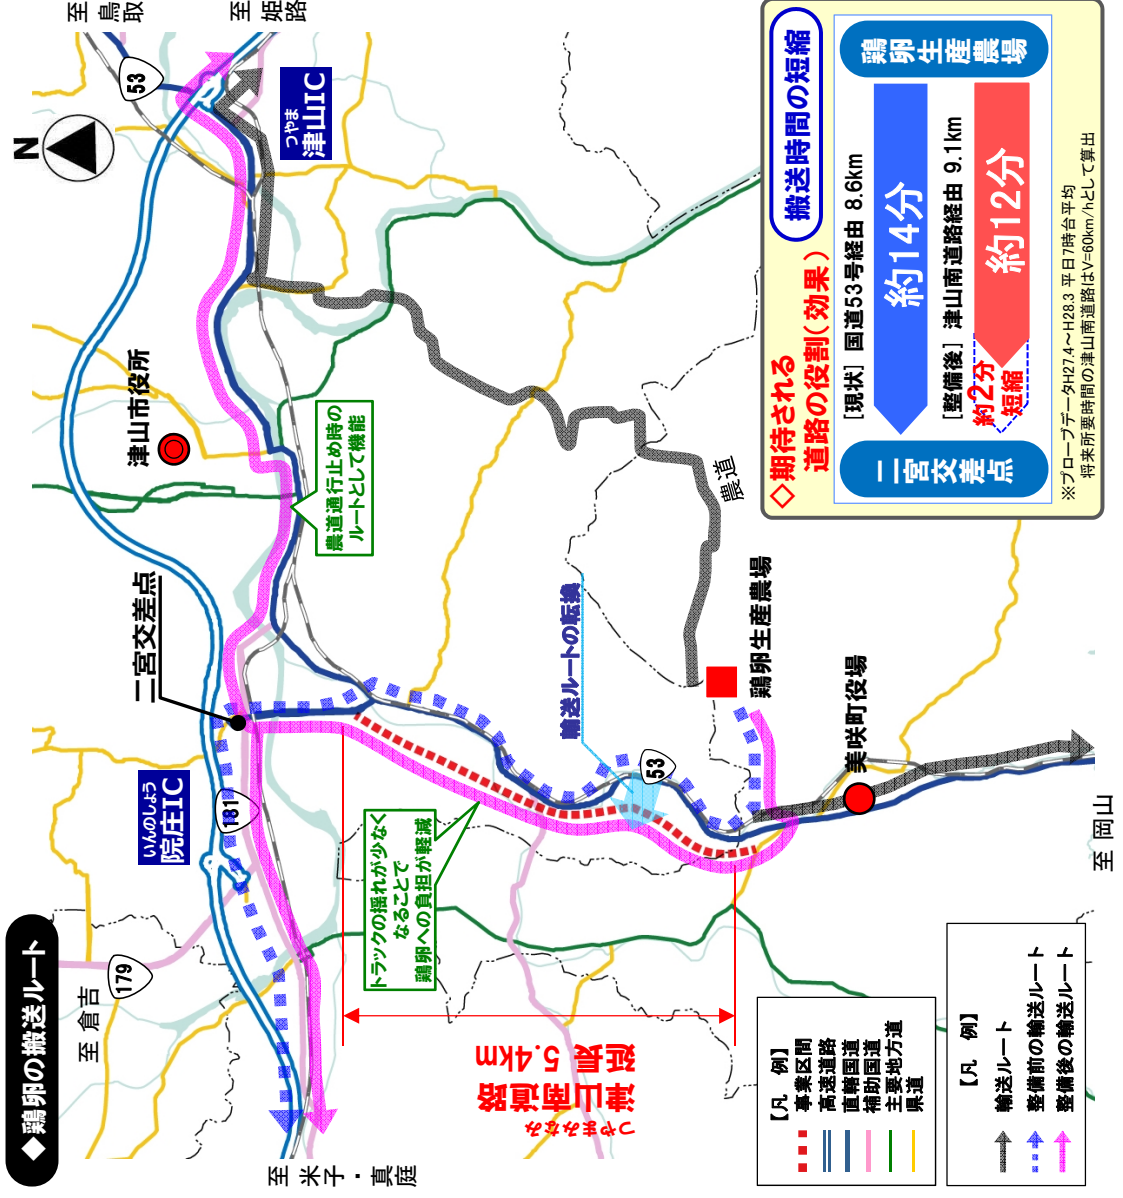 ◆鶏卵の搬送ルート
至 倉吉
179
いんのしょう
院庄IC
181
二宮交差点
津山市役所
N
53
至 鳥取
至 姫路
つやま
津山IC
至 米子・真庭
トラックの揺れが少なく
なることで
鶏卵への負担が軽減
農道通行止め時の
ルートとして機能
輸送ルートの転換
53
農道
鶏卵生産農場
美咲町役場
至 岡山
つやまみなみ
津山南道路
延長 5.4km
【凡 例】
事業区間
高速道路
直轄国道
補助国道
主要地方道
県道
【凡 例】
輸送ルート
整備前の輸送ルート
整備後の輸送ルート
◇期待される
道路の役割(効果)
搬送時間の短縮
[現状] 国道53号経由 8.6km
二宮交差点
約14分
鶏卵生産農場
[整備後] 津山南道路経由 9.1km
約2分
短縮
約12分
※プローブデータH27.4～H28.3 平日7時台平均
将来所要時間の津山南道路はV=60km/hとして算出